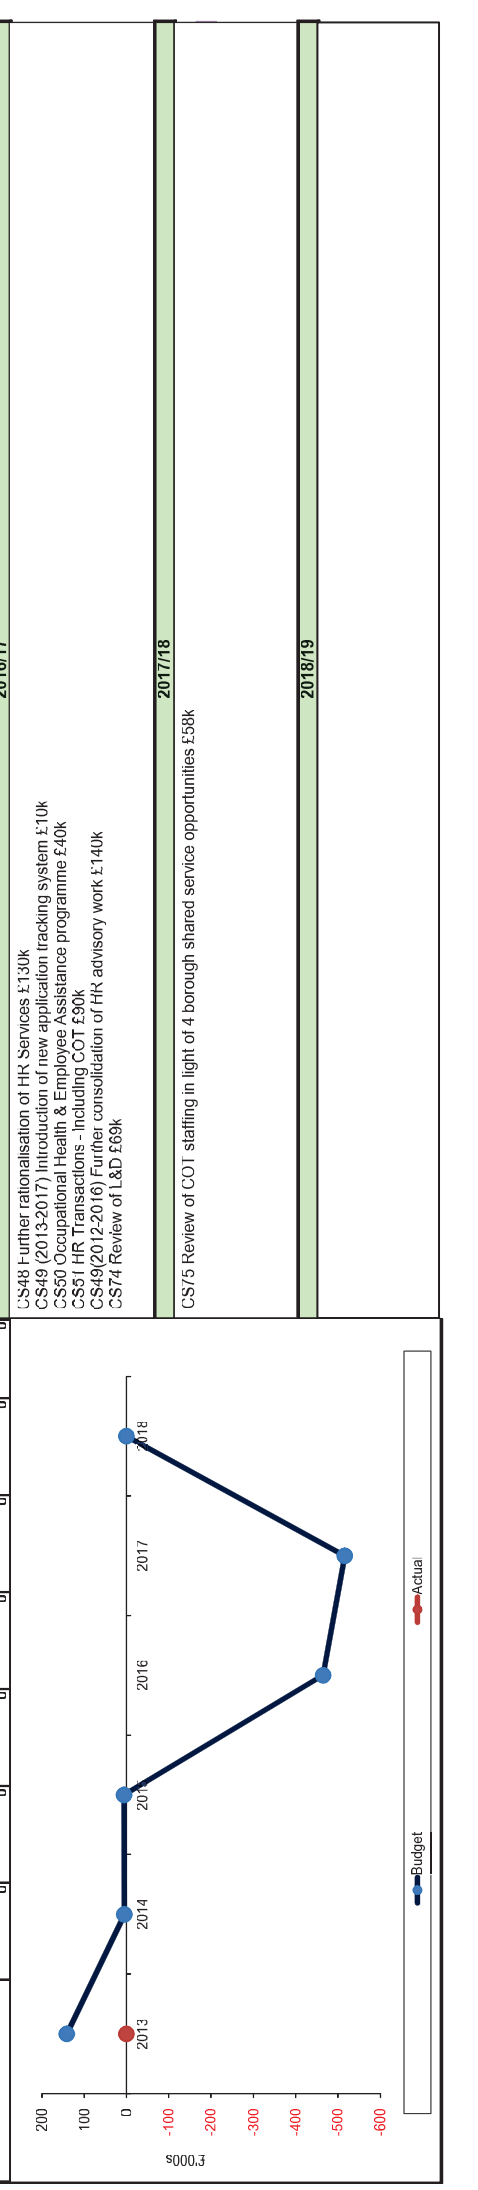 2016/17
CS48 Further rationalisation of HR Services £130k
CS49 (2013-2017) Introduction of new application tracking system £10k
CS50 Occupational Health & Employee Assistance programme £40k
CS51 HR Transactions - including COT £90k
CS49(2012-2016) Further consolidation of HR advisory work £140k
CS74 Review of L&D £69k
2017/18
CS75 Review of COT staffing in light of 4 borough shared service opportunities £58k
2018/19
£'000s
200
100
0
-100
-200
-300
-400
-500
-600
2013
2014
2015
2016
2017
2018
Budget
Actual